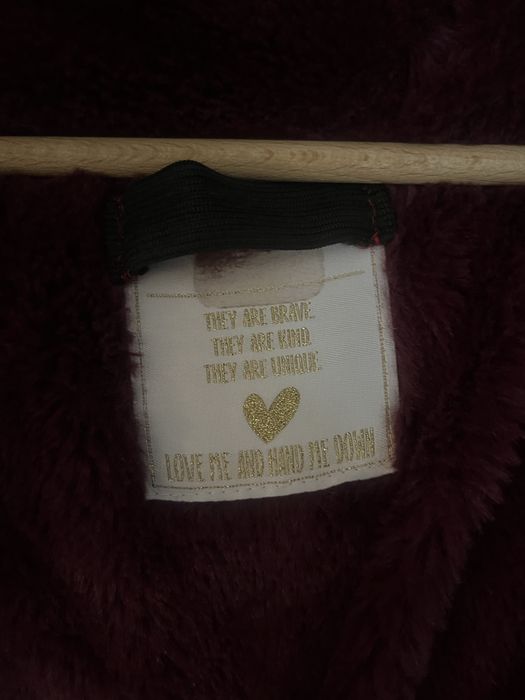 THEY ARE BRAVE.
THEY ARE KIND.
THEY ARE UNIQUE.
LOVE ME AND HAND ME DOWN